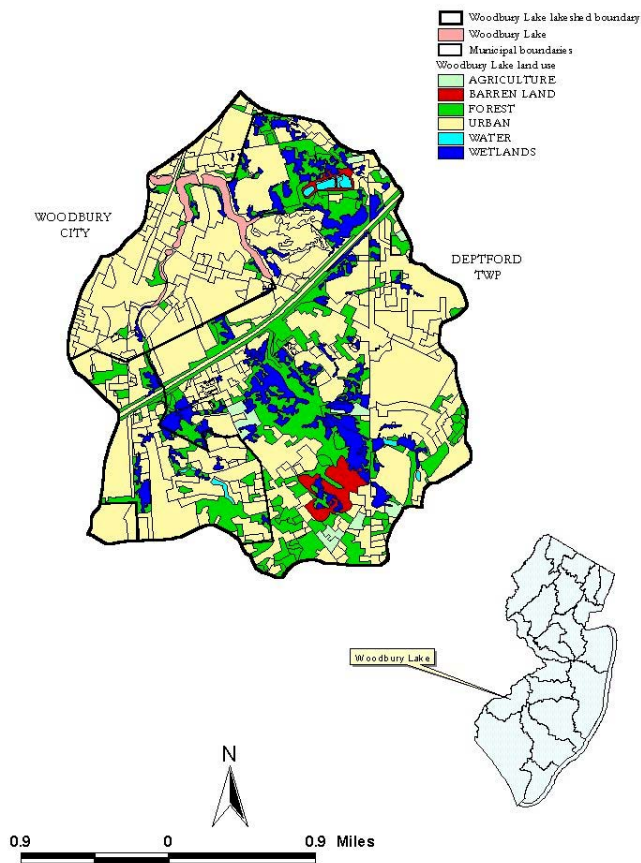 Woodbury Lake lakeshed boundary
Woodbury Lake
Municipal boundaries
Woodbury Lake land use
AGRICULTURE
BARREN LAND
FOREST
URBAN
WATER
WETLANDS
WOODBURY
CITY
DEPTFORD
TWP
Woodbury Lake
N
0.9 0 0.9 Miles